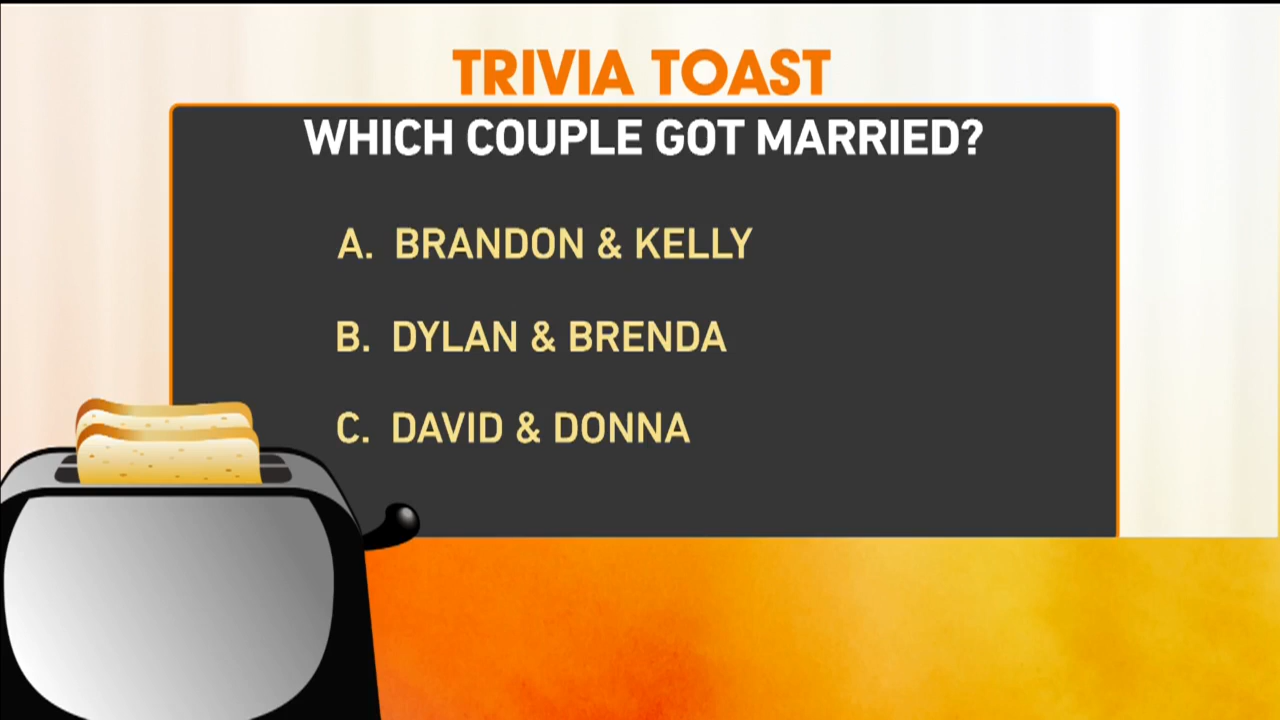 TRIVIA TOAST
WHICH COUPLE GOT MARRIED?
A. BRANDON & KELLY
B. DYLAN & BRENDA
C. DAVID & DONNA